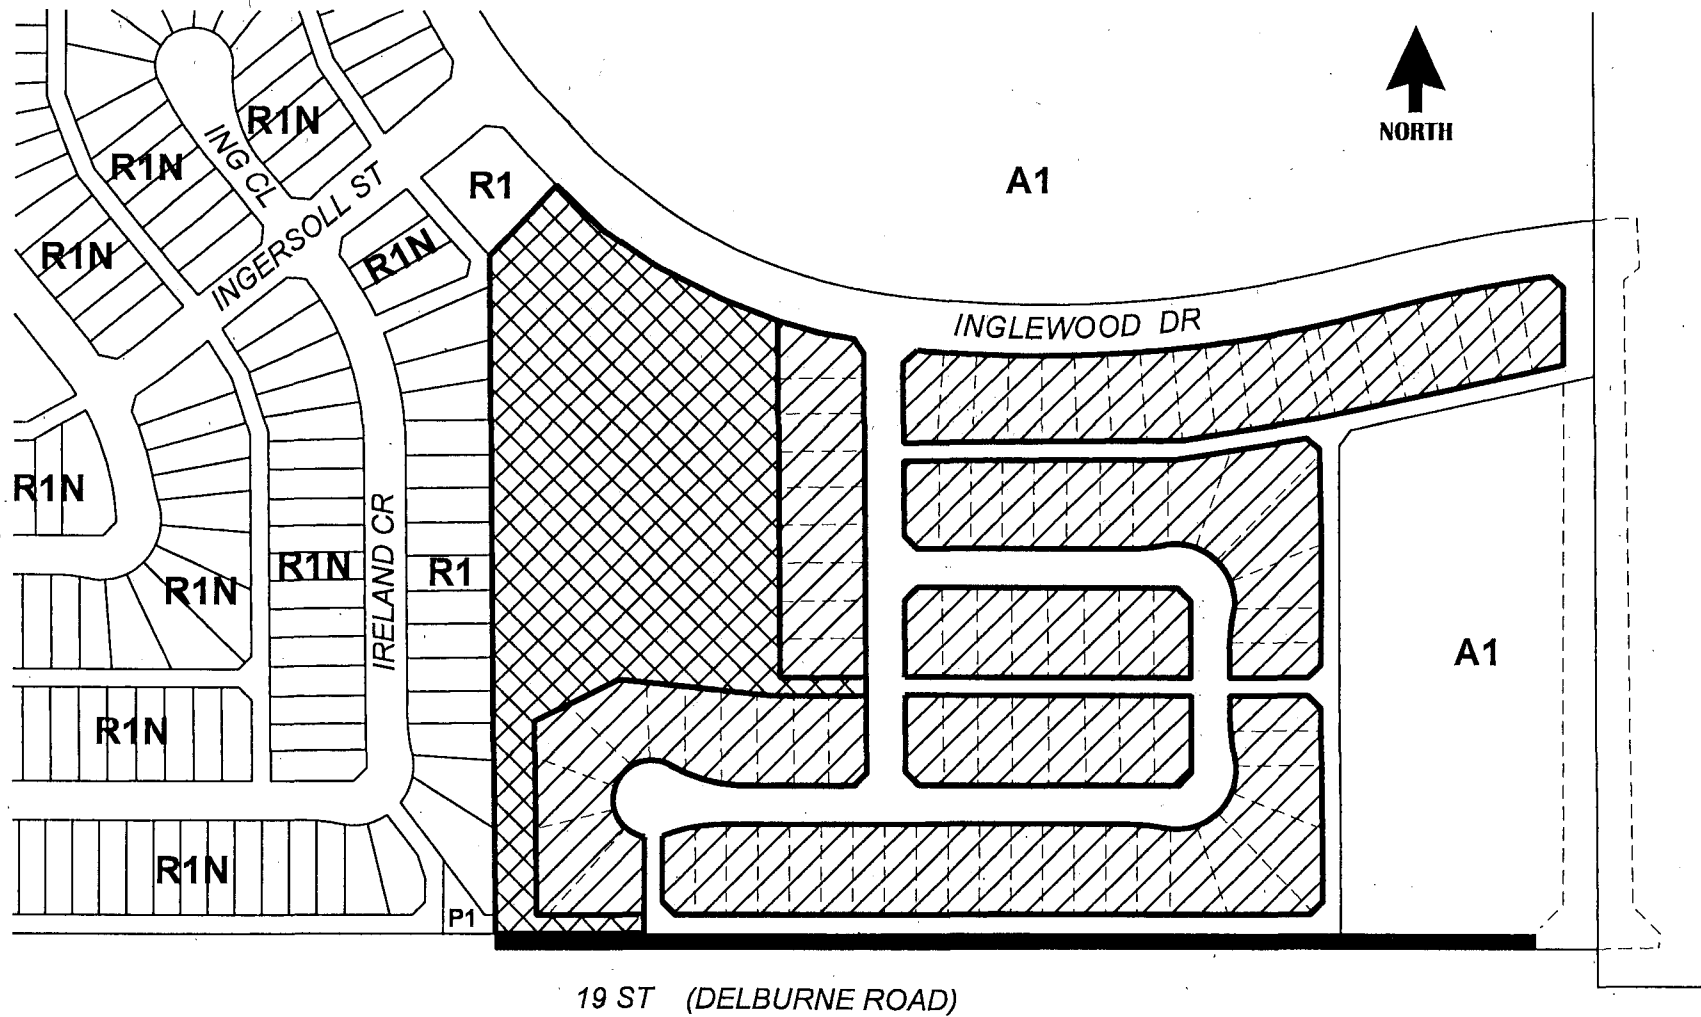 NORTH
R1N
ING CL
R1N
INGERSOLL ST
R1
A1
R1N
R1N
INGLEWOOD DR
R1N
R1N
R1N
IRELAND CR
R1
A1
R1N
R1N
P1
19 ST (DELBURNE ROAD)